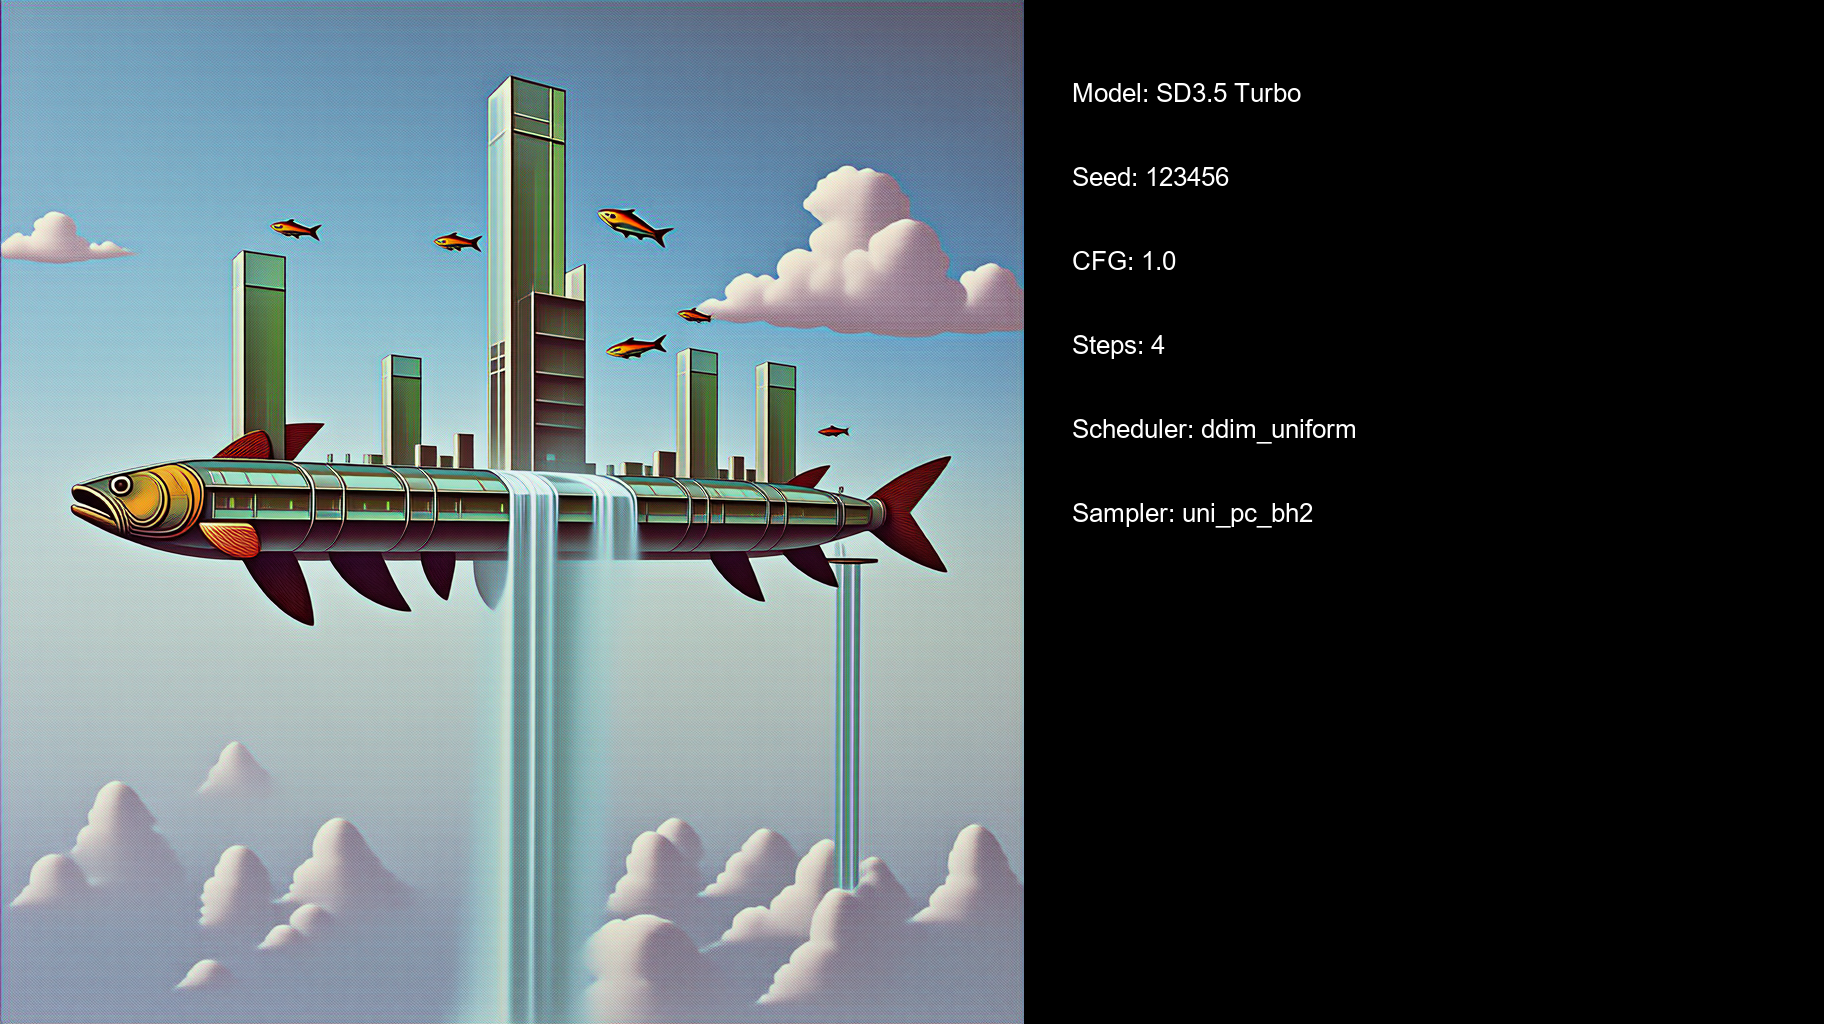 Model: SD3.5 Turbo
Seed: 123456
CFG: 1.0
Steps: 4
Scheduler: ddim_uniform
Sampler: uni_pc_bh2